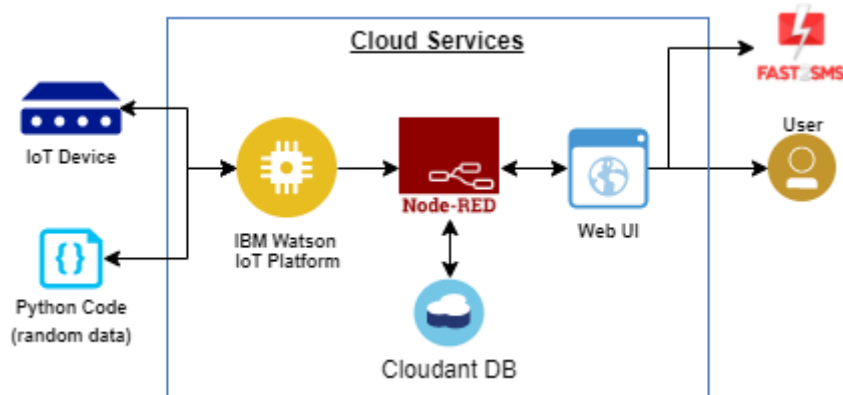 Cloud Services
FAST2SMS
User
IoT Device
Node-RED
IBM Watson
IoT Platform
Web UI
Python Code
(random data)
Cloudant DB